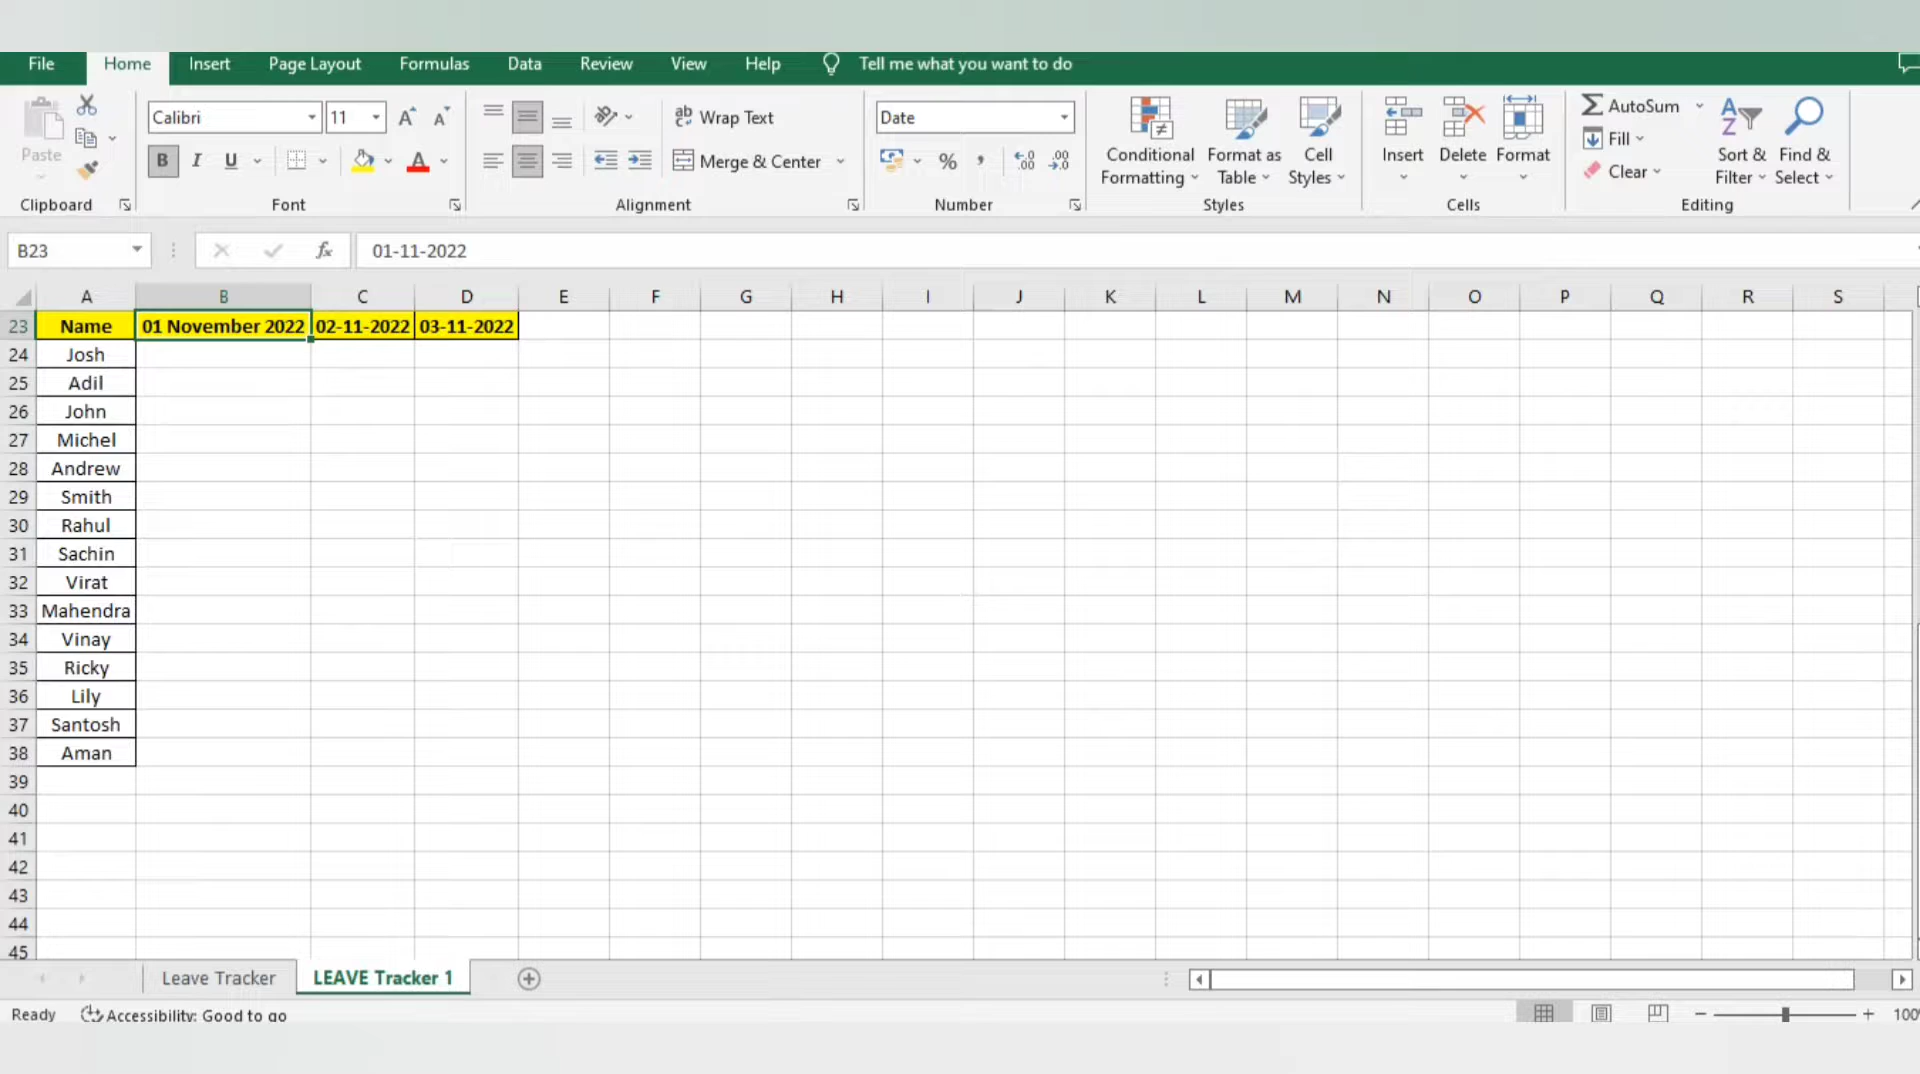 File Home Insert Page Layout Formulas Data Review View Help Tell me what you want to do
Paste
Clipboard
Calibri 11
B I U
Font
Wrap Text
Merge & Center
Alignment
Date
%
Number
Conditional Formatting
Format as Table
Cell Styles
Styles
Insert Delete Format
Cells
AutoSum
Fill
Clear
Sort & Filter
Find & Select
Editing
B23 fx 01-11-2022
A B C D E F G H I J K L M N O P Q R S
23 Name 01 November 2022 02-11-2022 03-11-2022
24 Josh
25 Adil
26 John
27 Michel
28 Andrew
29 Smith
30 Rahul
31 Sachin
32 Virat
33 Mahendra
34 Vinay
35 Ricky
36 Lily
37 Santosh
38 Aman
39
40
41
42
43
44
45
Leave Tracker LEAVE Tracker 1
Ready Accessibility: Good to go 100%